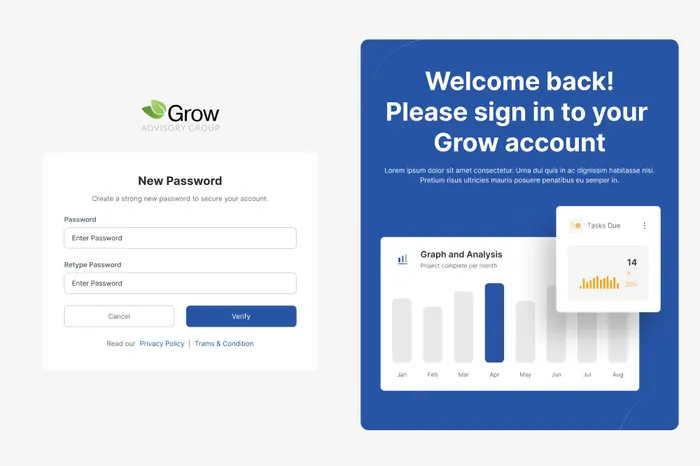 Grow
ADVISORY GROUP
New Password
Create a strong new password to secure your account.
Password
Enter Password
Retype Password
Enter Password
Cancel
Verify
Read our Privacy Policy | Trams & Condition
Welcome back!
Please sign in to your
Grow account
Lorem ipsum dolor sit amet consectetur. Urna dui quis in ac dignissim habitasse nisi.
Pretium risus ultricies mauris posuere penatibus eu semper in.
Tasks Due
14
20%
Graph and Analysis
Project complete per month
Jan Feb Mar Apr May Jun Jul Aug